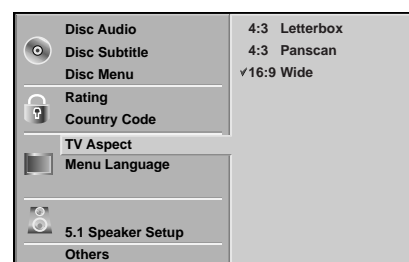 Disc Audio
Disc Subtitle
Disc Menu
Rating
Country Code
TV Aspect
Menu Language
5.1 Speaker Setup
Others
4:3 Letterbox
4:3 Panscan
✓16:9 Wide